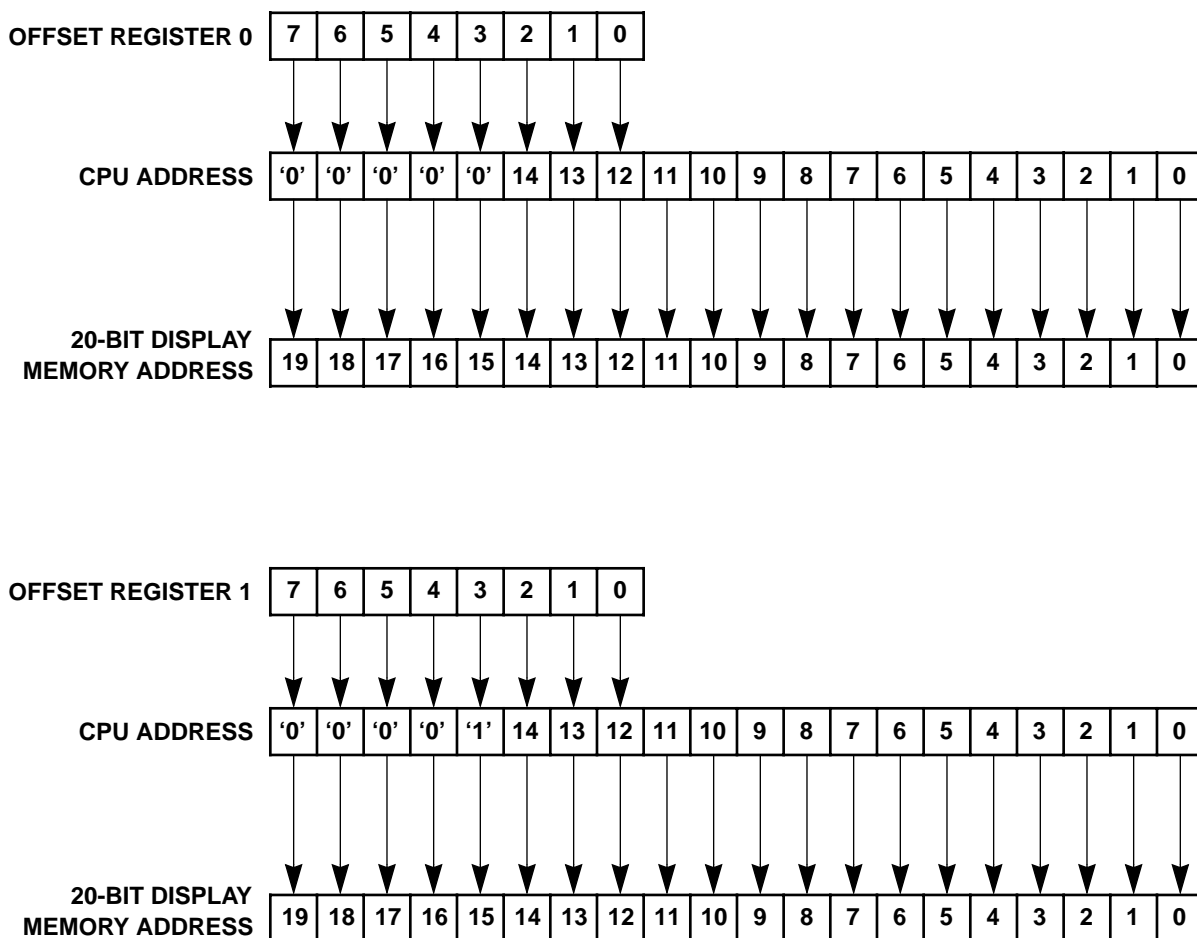 OFFSET REGISTER 0 7 6 5 4 3 2 1 0
CPU ADDRESS ‘0’ ‘0’ ‘0’ ‘0’ ‘0’ 14 13 12 11 10 9 8 7 6 5 4 3 2 1 0
20-BIT DISPLAY
MEMORY ADDRESS 19 18 17 16 15 14 13 12 11 10 9 8 7 6 5 4 3 2 1 0
OFFSET REGISTER 1 7 6 5 4 3 2 1 0
CPU ADDRESS ‘0’ ‘0’ ‘0’ ‘0’ ‘1’ 14 13 12 11 10 9 8 7 6 5 4 3 2 1 0
20-BIT DISPLAY
MEMORY ADDRESS 19 18 17 16 15 14 13 12 11 10 9 8 7 6 5 4 3 2 1 0